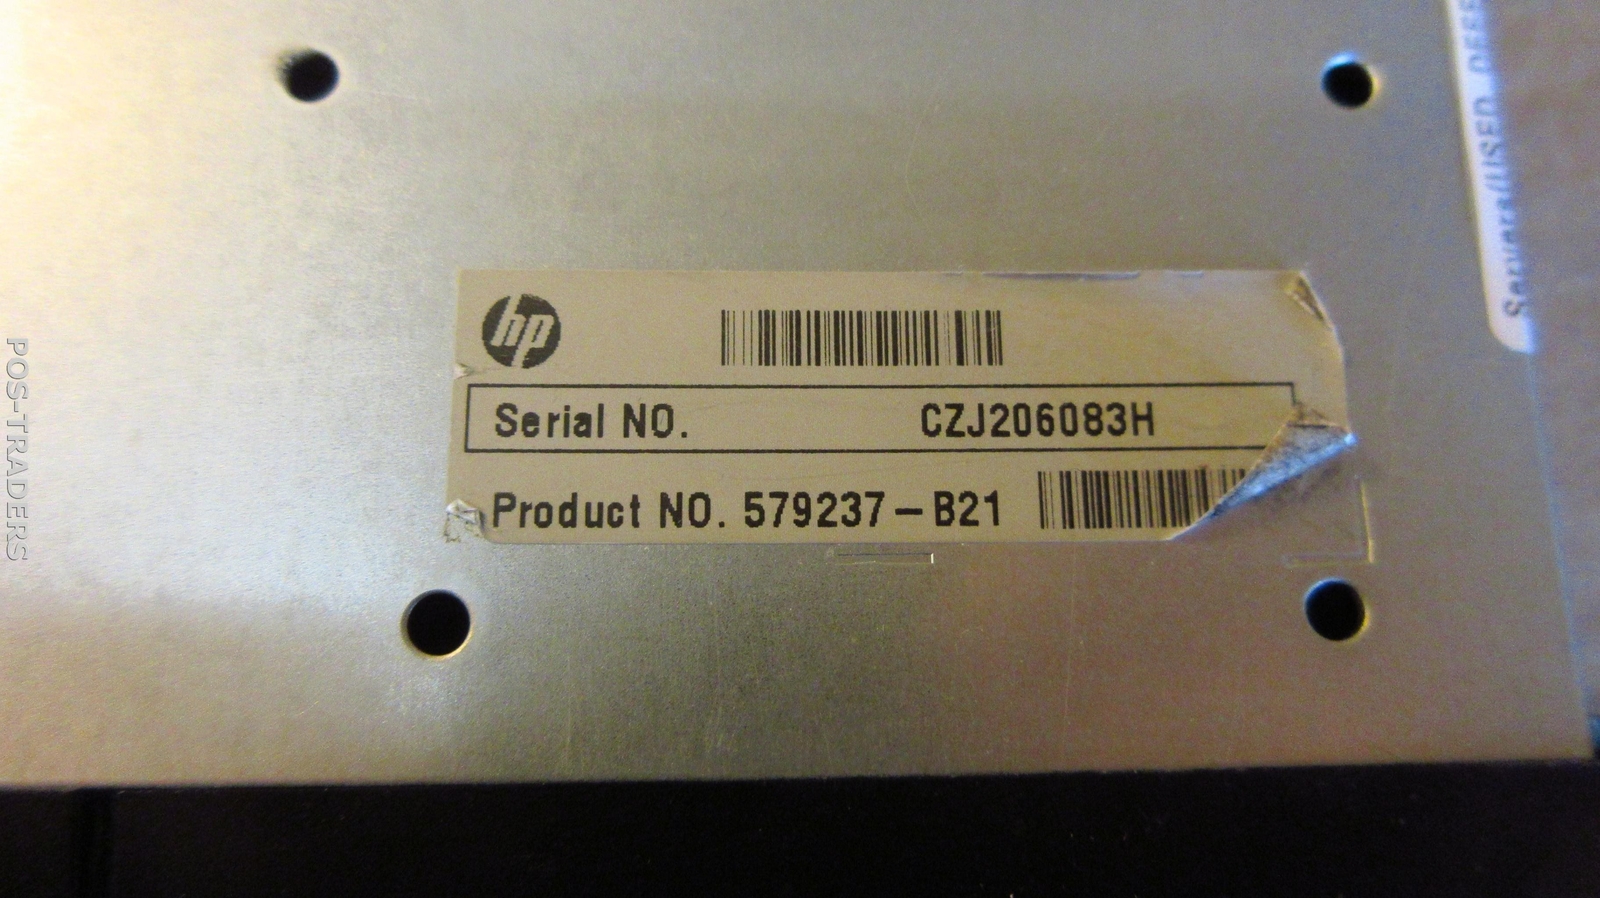 hp
Serial NO. CZJ206083H
Product NO. 579237-B21
POS-TRADERS